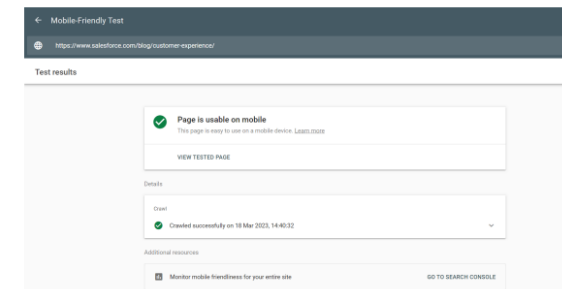 Mobile-Friendly Test
https://www.salesforce.com/blog/customer-experience/
Test results
Page is usable on mobile
This page is easy to use on a mobile device. Learn more
VIEW TESTED PAGE
Details
Crawl
Crawled successfully on 18 Mar 2023, 14:40:32
Additional resources
Monitor mobile friendliness for your entire site GO TO SEARCH CONSOLE